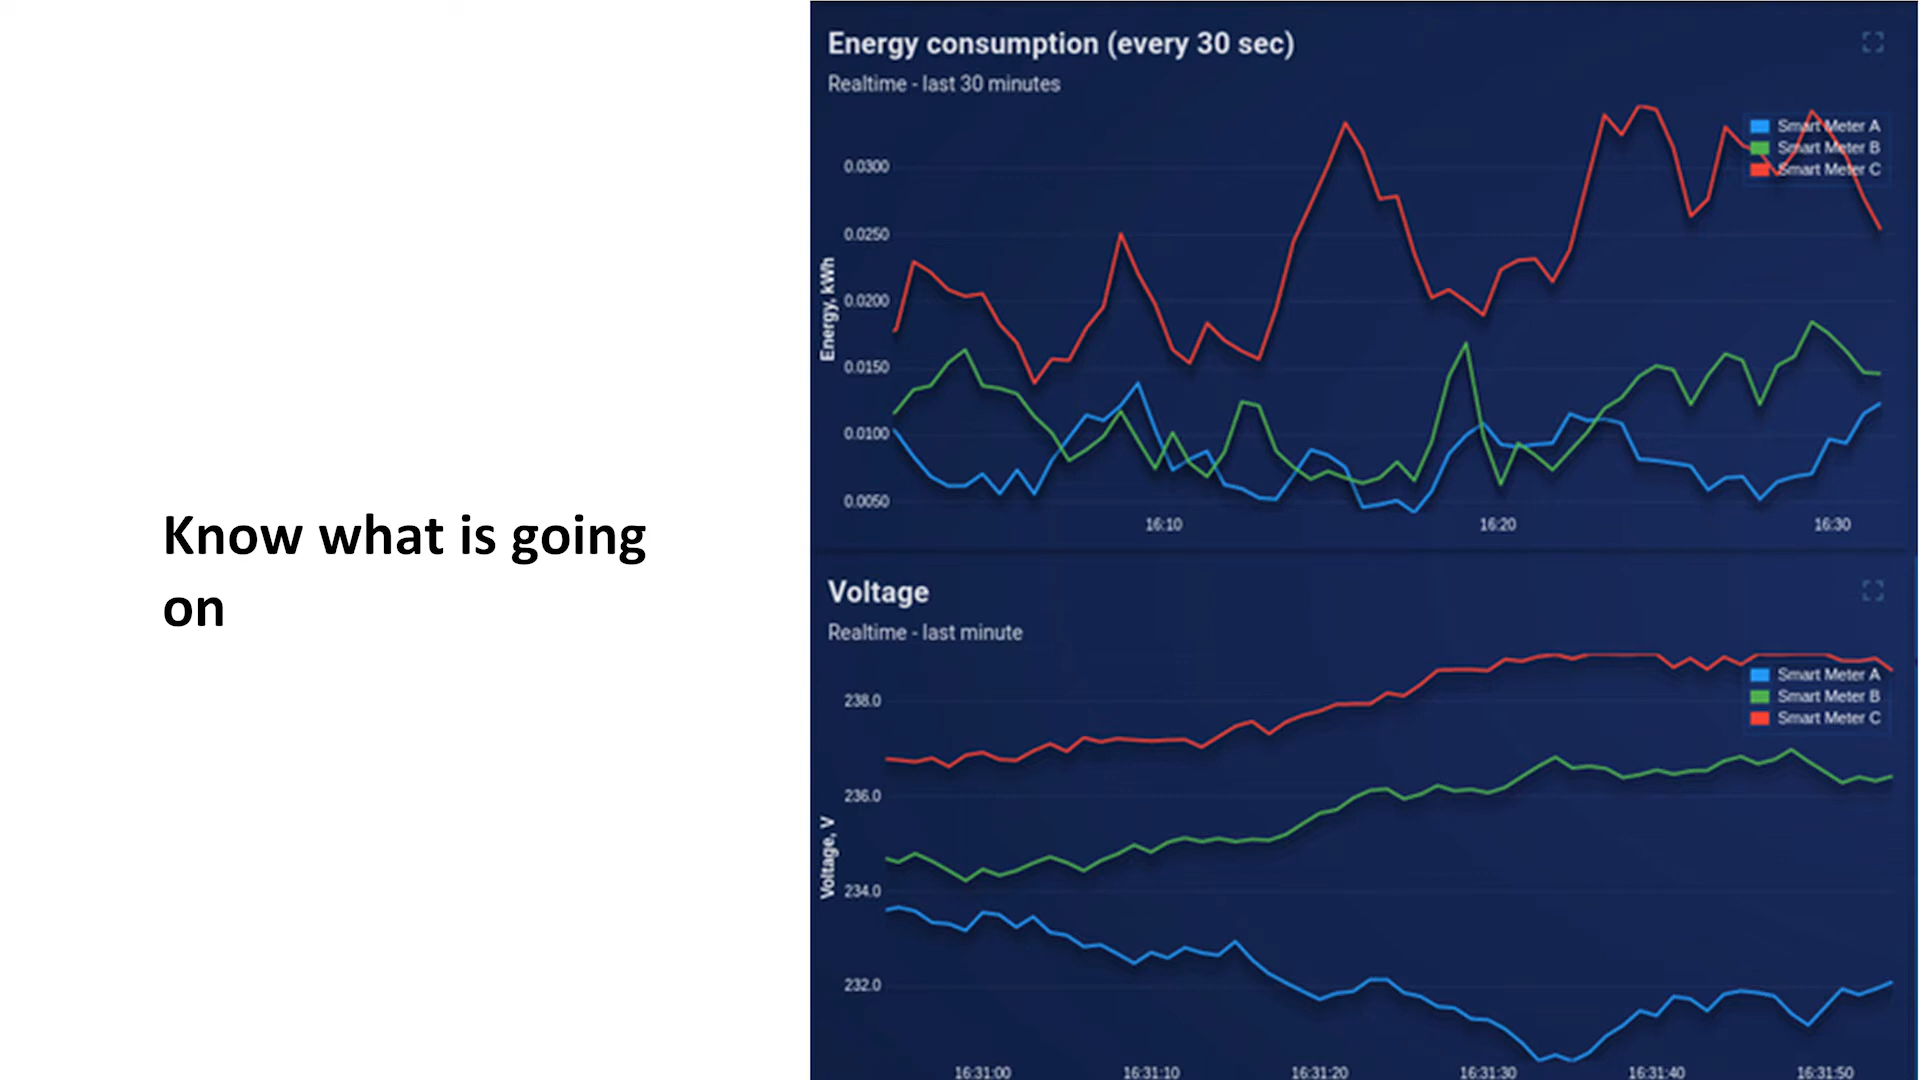 Know what is going
on
Energy consumption (every 30 sec)
Realtime - last 30 minutes
Smart Meter A
Smart Meter B
Smart Meter C
Energy, kWh
0.0300
0.0250
0.0200
0.0150
0.0100
0.0050
16:10 16:20 16:30
Voltage
Realtime - last minute
Smart Meter A
Smart Meter B
Smart Meter C
Voltage, V
238.0
236.0
234.0
232.0
16:31:00 16:31:10 16:31:20 16:31:30 16:31:40 16:31:50